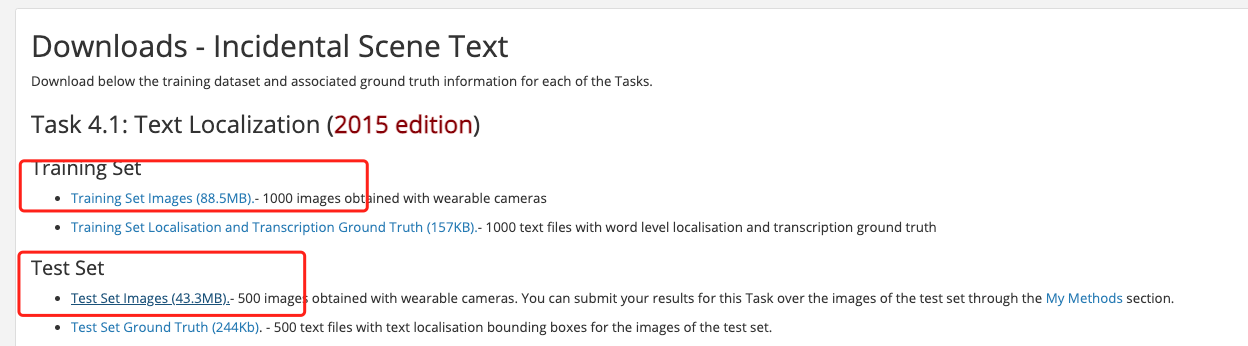 Downloads - Incidental Scene Text
Download below the training dataset and associated ground truth information for each of the Tasks.
Task 4.1: Text Localization (2015 edition)
Training Set
Training Set Images (88.5MB).- 1000 images obtained with wearable cameras
Training Set Localisation and Transcription Ground Truth (157KB).- 1000 text files with word level localisation and transcription ground truth
Test Set
Test Set Images (43.3MB).- 500 images obtained with wearable cameras. You can submit your results for this Task over the images of the test set through the My Methods section.
Test Set Ground Truth (244Kb). - 500 text files with text localisation bounding boxes for the images of the test set.